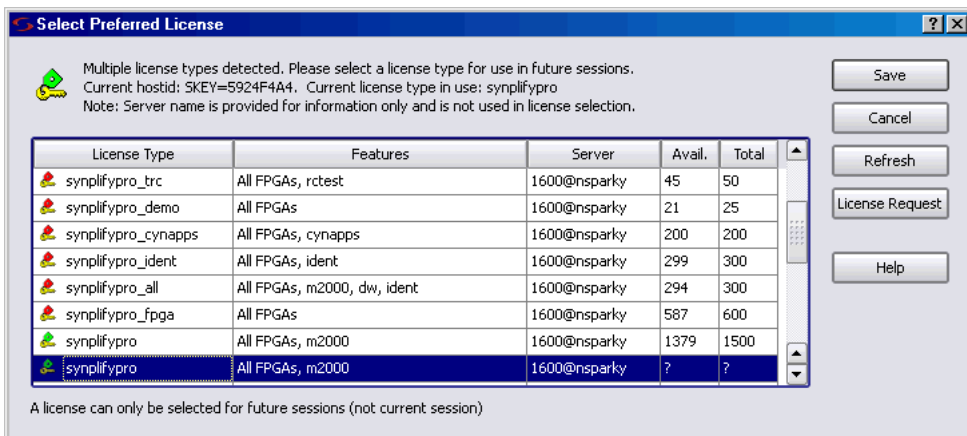 Select Preferred License
Multiple license types detected. Please select a license type for use in future sessions.
Current hostid: SKEY=5924F4A4. Current license type in use: synplifypro
Note: Server name is provided for information only and is not used in license selection.
Save
Cancel
Refresh
License Request
Help
License Type Features Server Avail. Total
synplifypro_trc All FPGAs, rctest 1600@nsparky 45 50
synplifypro_demo All FPGAs 1600@nsparky 21 25
synplifypro_cynapps All FPGAs, cynapps 1600@nsparky 200 200
synplifypro_ident All FPGAs, ident 1600@nsparky 299 300
synplifypro_all All FPGAs, m2000, dw, ident 1600@nsparky 294 300
synplifypro_fpga All FPGAs 1600@nsparky 587 600
synplifypro All FPGAs, m2000 1600@nsparky 1379 1500
synplifypro All FPGAs, m2000 1600@nsparky ? ?
A license can only be selected for future sessions (not current session)